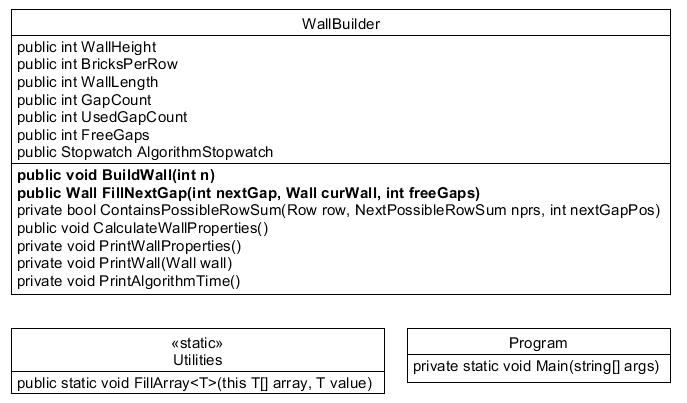 WallBuilder
public int WallHeight
public int BricksPerRow
public int WallLength
public int GapCount
public int UsedGapCount
public int FreeGaps
public Stopwatch AlgorithmStopwatch
public void BuildWall(int n)
public Wall FillNextGap(int nextGap, Wall curWall, int freeGaps)
private bool ContainsPossibleRowSum(Row row, NextPossibleRowSum nprs, int nextGapPos)
public void CalculateWallProperties()
private void PrintWallProperties()
private void PrintWall(Wall wall)
private void PrintAlgorithmTime()
«static»
Utilities
public static void FillArray<T>(this T[] array, T value)
Program
private static void Main(string[] args)